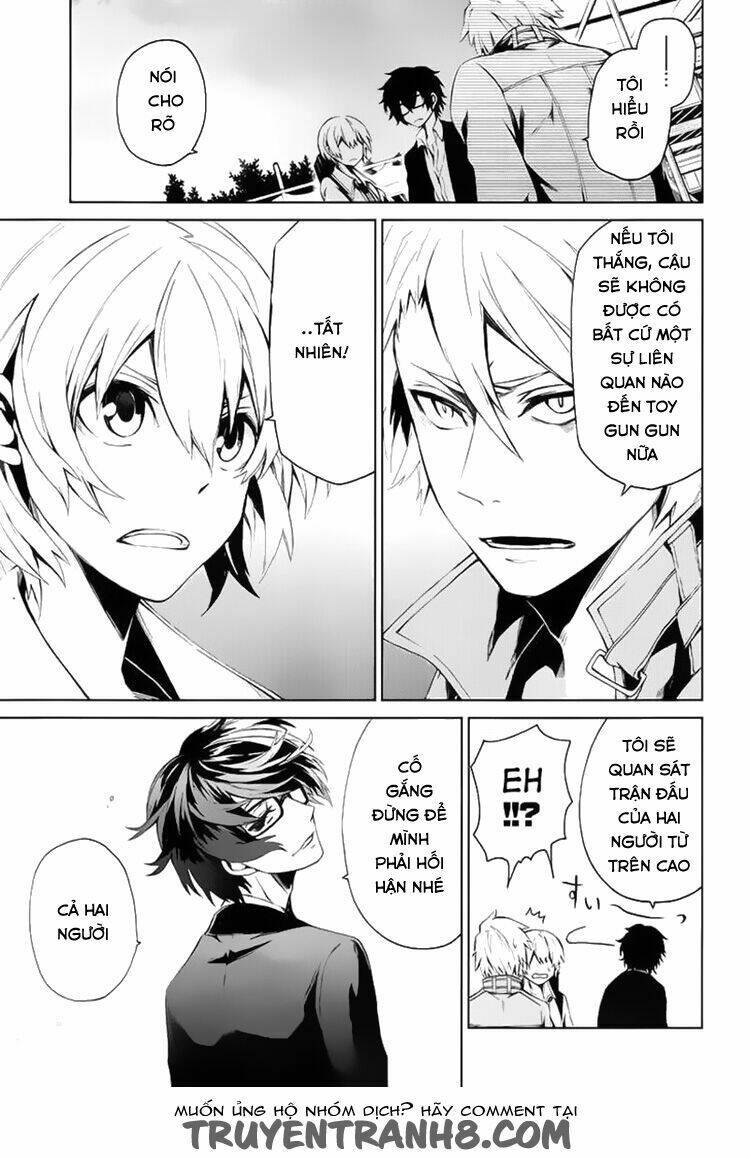 ......
TÔI
HIỂU
RỒI
NÓI
CHO
RÕ
NẾU TÔI
THẮNG, CẬU
SẼ KHÔNG
ĐƯỢC CÓ
BẤT CỨ MỘT
SỰ LIÊN
QUAN NÀO
ĐẾN TOY
GUN GUN
NỮA
..TẤT
NHIÊN!
TÔI SẼ
QUAN SÁT
TRẬN ĐẤU
CỦA HAI
NGƯỜI TỪ
TRÊN CAO
EH
!!?
すぃーっ
CỐ
GẮNG
ĐỪNG ĐỂ
MÌNH
PHẢI HỐI
HẬN NHÉ
CẢ HAI
NGƯỜI
MUỐN ỦNG HỘ NHÓM DỊCH? HÃY COMMENT TẠI
TRUYENTRANH8.COM